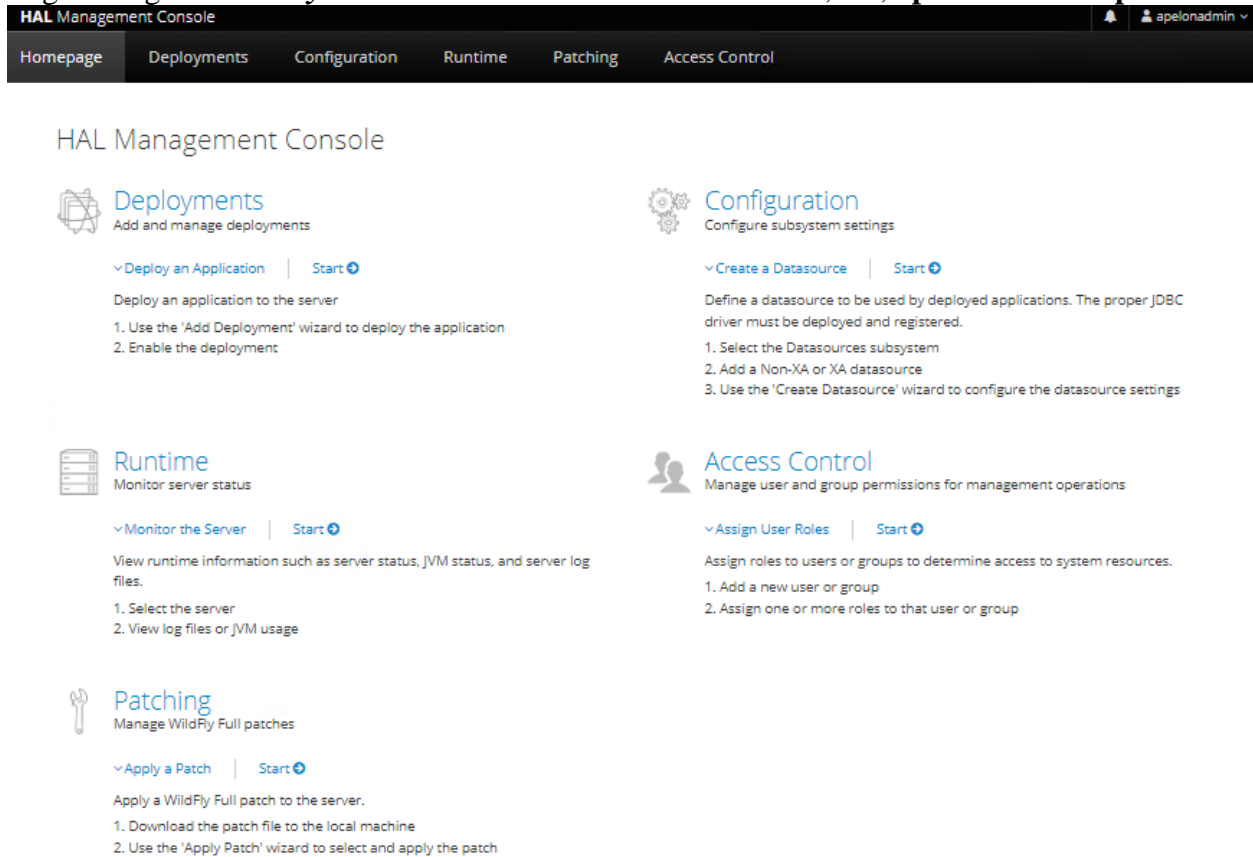 HAL Management Console
apelonadmin
Homepage Deployments Configuration Runtime Patching Access Control
HAL Management Console
Deployments
Add and manage deployments
Deploy an Application Start
Deploy an application to the server
1. Use the 'Add Deployment' wizard to deploy the application
2. Enable the deployment
Configuration
Configure subsystem settings
Create a Datasource Start
Define a datasource to be used by deployed applications. The proper JDBC
driver must be deployed and registered.
1. Select the Datasources subsystem
2. Add a Non-XA or XA datasource
3. Use the 'Create Datasource' wizard to configure the datasource settings
Runtime
Monitor server status
Monitor the Server Start
View runtime information such as server status, JVM status, and server log
files.
1. Select the server
2. View log files or JVM usage
Access Control
Manage user and group permissions for management operations
Assign User Roles Start
Assign roles to users or groups to determine access to system resources.
1. Add a new user or group
2. Assign one or more roles to that user or group
Patching
Manage WildFly Full patches
Apply a Patch Start
Apply a WildFly Full patch to the server.
1. Download the patch file to the local machine
2. Use the 'Apply Patch' wizard to select and apply the patch